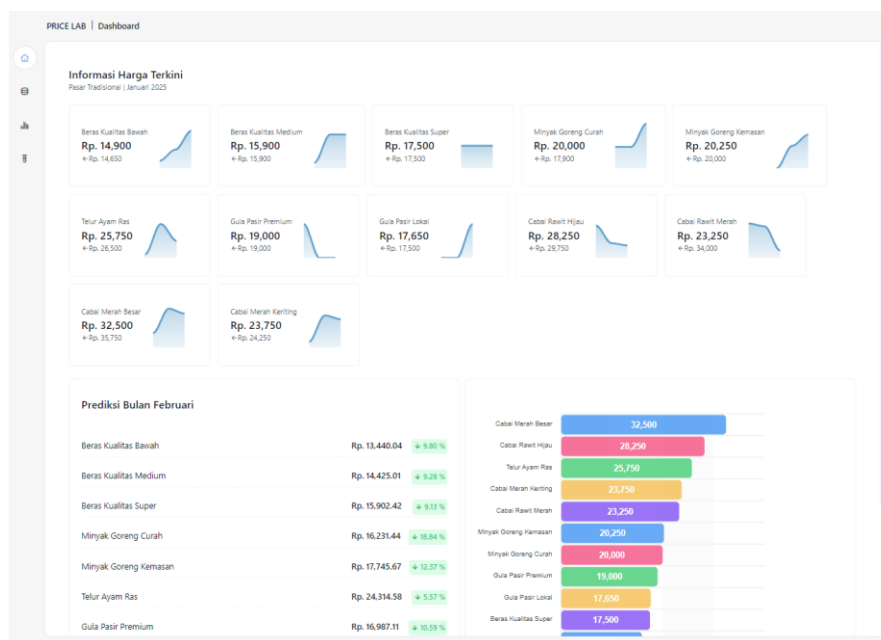 PRICE LAB | Dashboard
Informasi Harga Terkini
Pasar Tradisional | Januari 2025
Beras Kualitas Bawah
Rp. 14,900
←Rp. 14,650
Beras Kualitas Medium
Rp. 15,900
←Rp. 15,900
Beras Kualitas Super
Rp. 17,500
←Rp. 17,500
Minyak Goreng Curah
Rp. 20,000
←Rp. 17,900
Minyak Goreng Kemasan
Rp. 20,250
←Rp. 20,000
Telur Ayam Ras
Rp. 25,750
←Rp. 26,500
Gula Pasir Premium
Rp. 19,000
←Rp. 19,000
Gula Pasir Lokal
Rp. 17,650
←Rp. 17,500
Cabai Rawit Hijau
Rp. 28,250
←Rp. 29,750
Cabai Rawit Merah
Rp. 23,250
←Rp. 34,000
Cabai Merah Besar
Rp. 32,500
←Rp. 35,750
Cabai Merah Keriting
Rp. 23,750
←Rp. 24,250
Prediksi Bulan Februari
Beras Kualitas Bawah Rp. 13,440.04 ↓ 9.80 %
Beras Kualitas Medium Rp. 14,425.01 ↓ 9.28 %
Beras Kualitas Super Rp. 15,902.42 ↓ 9.13 %
Minyak Goreng Curah Rp. 16,231.44 ↓ 18.84 %
Minyak Goreng Kemasan Rp. 17,745.67 ↓ 12.37 %
Telur Ayam Ras Rp. 24,314.58 ↓ 5.57 %
Gula Pasir Premium Rp. 16,987.11 ↓ 10.59 %
Cabai Merah Besar 32,500
Cabai Rawit Hijau 28,250
Telur Ayam Ras 25,750
Cabai Merah Keriting 23,750
Cabai Rawit Merah 23,250
Minyak Goreng Kemasan 20,250
Minyak Goreng Curah 20,000
Gula Pasir Premium 19,000
Gula Pasir Lokal 17,650
Beras Kualitas Super 17,500